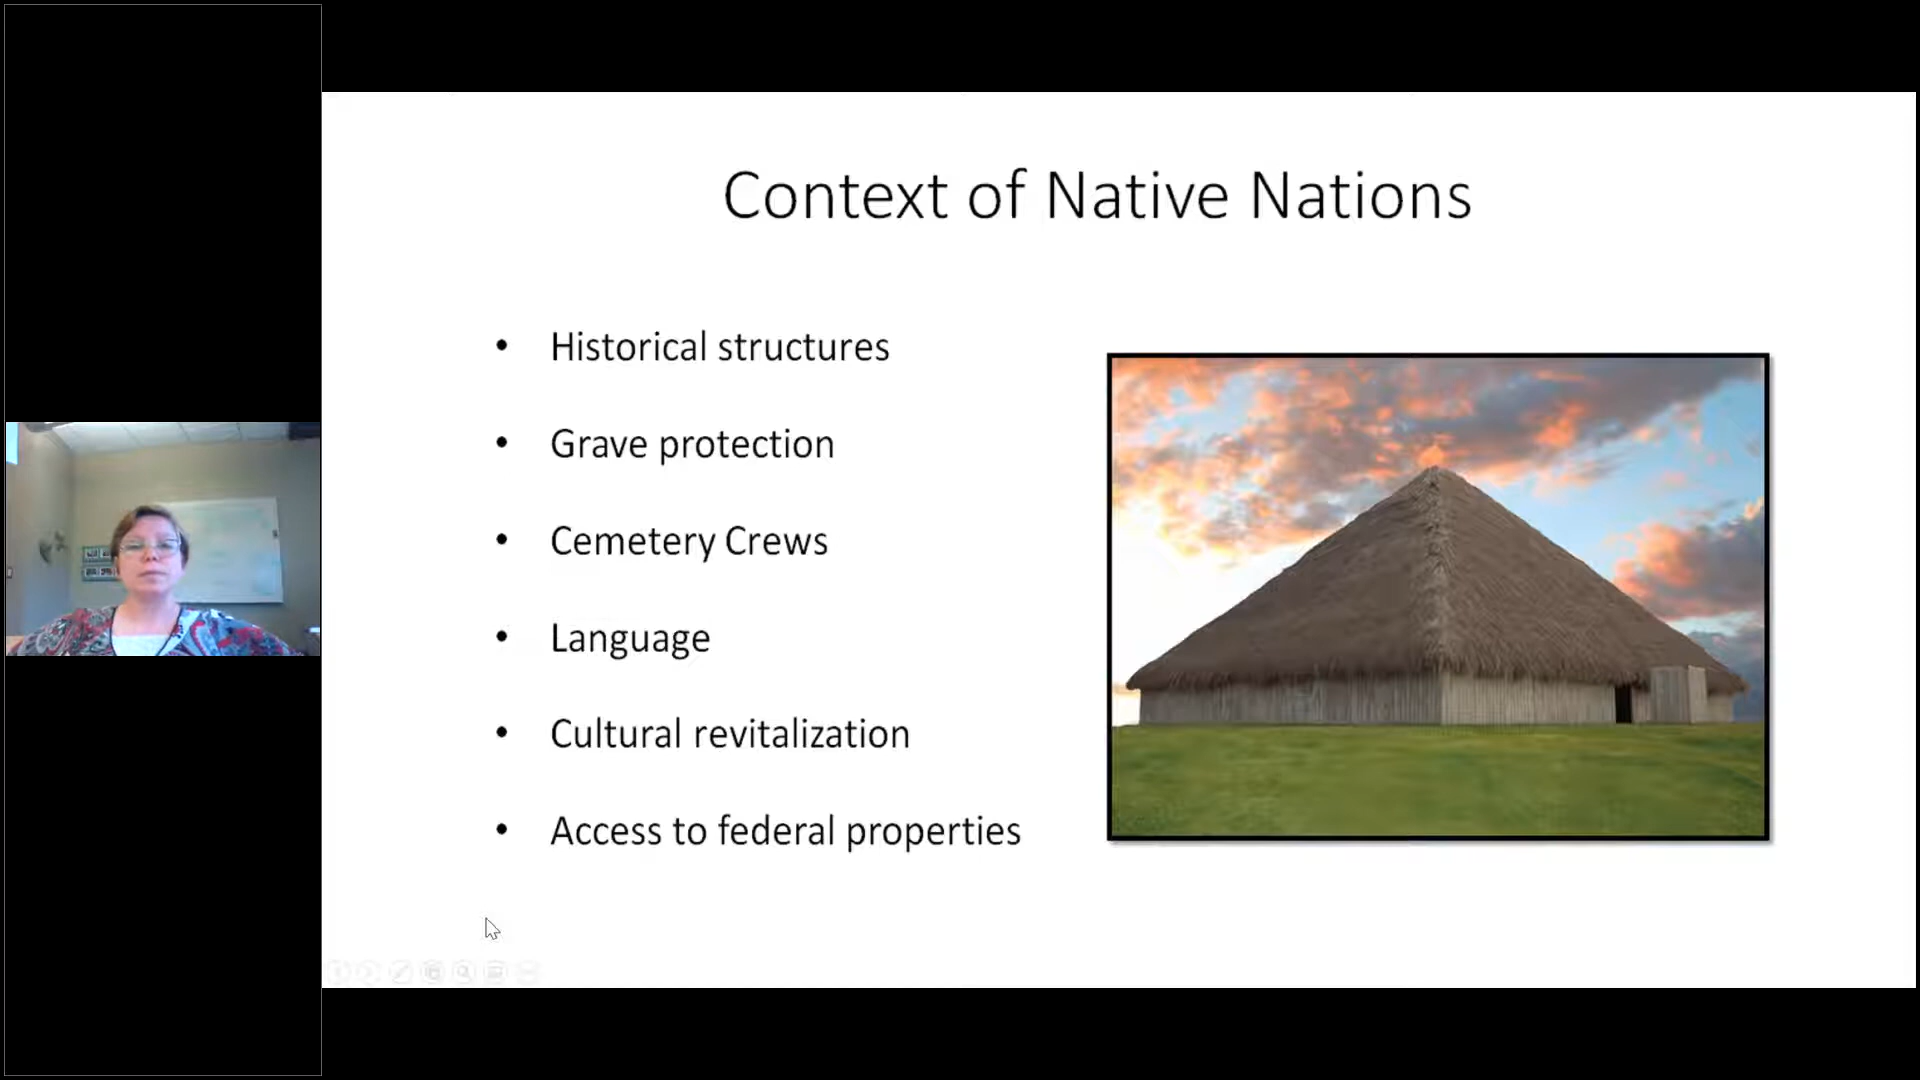 Context of Native Nations
• Historical structures
• Grave protection
• Cemetery Crews
• Language
• Cultural revitalization
• Access to federal properties